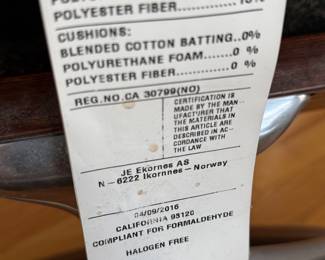 POLYESTER FIBER
CUSHIONS:
BLENDED COTTON BATTING..0%
POLYURETHANE FOAM.....0 %
POLYESTER FIBER......0 %
REG.NO.CA 30799(NO)
CERTIFICATION IS
MADE BY THE MAN-
UFACTURER THAT
THE MATERIALS IN
THIS ARTICLE ARE
DESCRIBED IN AC-
CORDANCE WITH
THE LAW
JE Ekornes AS
N-6222 Ikornnes-Norway
04/09/2016
CALIFORNIA 93120
COMPLIANT FOR FORMALDEHYDE
HALOGEN FREE